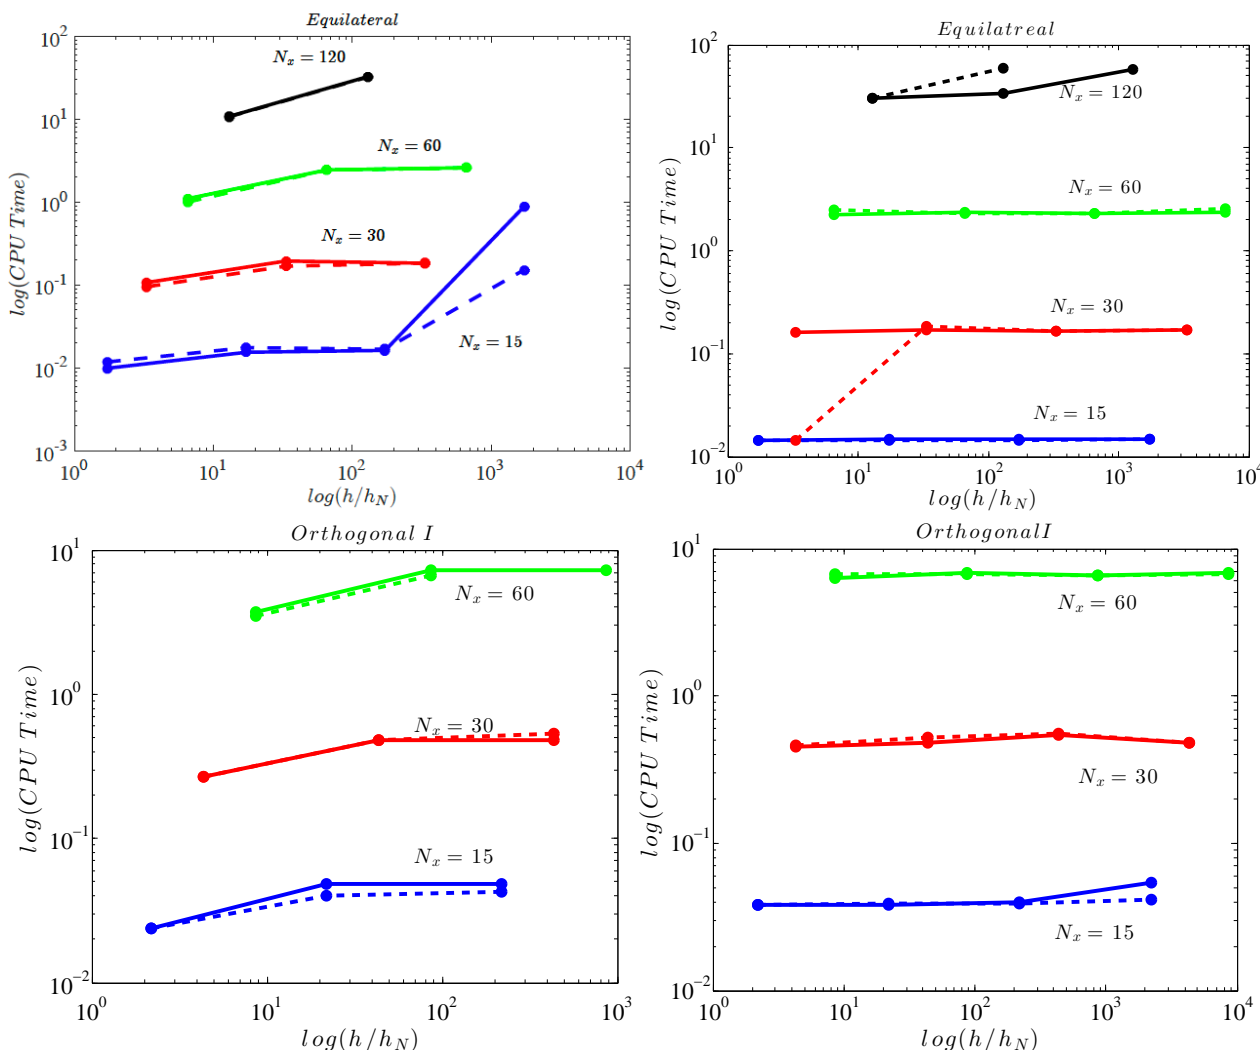 Equilateral
log(CPU Time)
10^2
10^1
10^0
10^-1
10^-2
10^-3
N_x = 120
N_x = 60
N_x = 30
N_x = 15
10^0 10^1 10^2 10^3 10^4
log(h/h_N)
Equilatreal
log(CPU Time)
10^2
10^1
10^0
10^-1
10^-2
N_x = 120
N_x = 60
N_x = 30
N_x = 15
10^0 10^1 10^2 10^3 10^4
log(h/h_N)
Orthogonal I
log(CPU Time)
10^1
10^0
10^-1
10^-2
N_x = 60
N_x = 30
N_x = 15
10^0 10^1 10^2 10^3
log(h/h_N)
OrthogonalI
log(CPU Time)
10^1
10^0
10^-1
10^-2
N_x = 60
N_x = 30
N_x = 15
10^0 10^1 10^2 10^3 10^4
log(h/h_N)